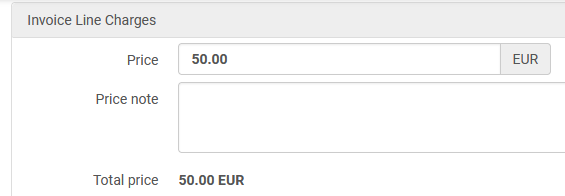 Invoice Line Charges
Price 50.00 EUR
Price note
Total price 50.00 EUR